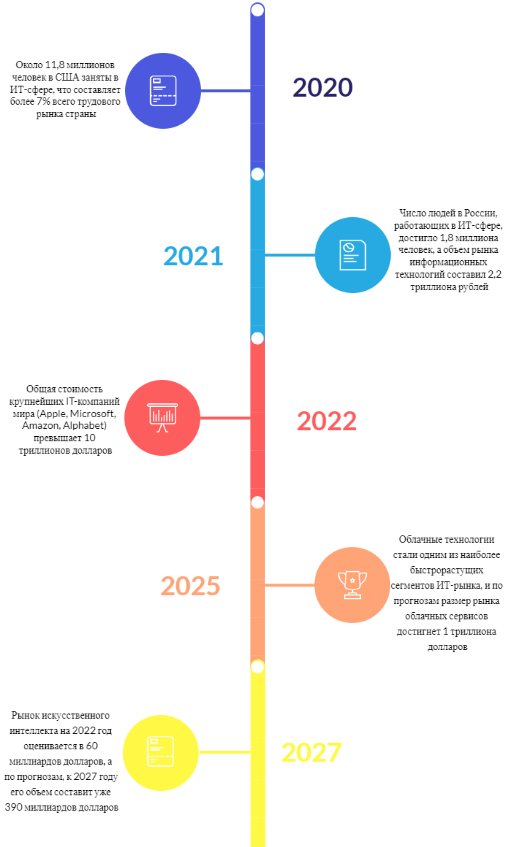 Около 11,8 миллионов
человек в США заняты в
ИТ-сфере, что составляет
более 7% всего трудового
рынка страны
2020
2021
Число людей в России,
работающих в ИТ-сфере,
достигло 1,8 миллиона
человек, а объем рынка
информационных
технологий составил 2,2
триллиона рублей
Общая стоимость
крупнейших IT-компаний
мира (Apple, Microsoft,
Amazon, Alphabet)
превышает 10
триллионов долларов
2022
2025
Облачные технологии
стали одним из наиболее
быстрорастущих
сегментов ИТ-рынка, и по
прогнозам размер рынка
облачных сервисов
достигнет 1 триллиона
долларов
Рынок искусственного
интеллекта на 2022 год
оценивается в 60
миллиардов долларов, а
по прогнозам, к 2027 году
его объем составит уже
390 миллиардов долларов
2027